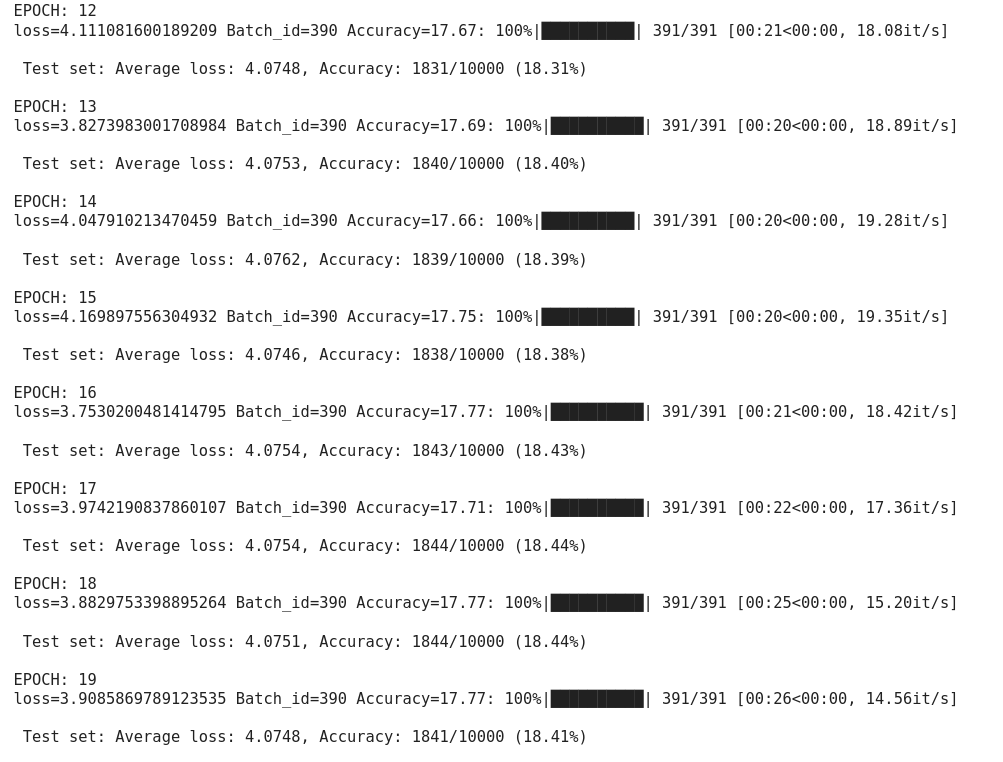 EPOCH: 12
loss=4.111081600189209 Batch_id=390 Accuracy=17.67: 100%|██████████| 391/391 [00:21<00:00, 18.08it/s]
Test set: Average loss: 4.0748, Accuracy: 1831/10000 (18.31%)
EPOCH: 13
loss=3.8273983001708984 Batch_id=390 Accuracy=17.69: 100%|██████████| 391/391 [00:20<00:00, 18.89it/s]
Test set: Average loss: 4.0753, Accuracy: 1840/10000 (18.40%)
EPOCH: 14
loss=4.047910213470459 Batch_id=390 Accuracy=17.66: 100%|██████████| 391/391 [00:20<00:00, 19.28it/s]
Test set: Average loss: 4.0762, Accuracy: 1839/10000 (18.39%)
EPOCH: 15
loss=4.169897556304932 Batch_id=390 Accuracy=17.75: 100%|██████████| 391/391 [00:20<00:00, 19.35it/s]
Test set: Average loss: 4.0746, Accuracy: 1838/10000 (18.38%)
EPOCH: 16
loss=3.7530200481414795 Batch_id=390 Accuracy=17.77: 100%|██████████| 391/391 [00:21<00:00, 18.42it/s]
Test set: Average loss: 4.0754, Accuracy: 1843/10000 (18.43%)
EPOCH: 17
loss=3.9742190837860107 Batch_id=390 Accuracy=17.71: 100%|██████████| 391/391 [00:22<00:00, 17.36it/s]
Test set: Average loss: 4.0754, Accuracy: 1844/10000 (18.44%)
EPOCH: 18
loss=3.8829753398895264 Batch_id=390 Accuracy=17.77: 100%|██████████| 391/391 [00:25<00:00, 15.20it/s]
Test set: Average loss: 4.0751, Accuracy: 1844/10000 (18.44%)
EPOCH: 19
loss=3.9085869789123535 Batch_id=390 Accuracy=17.77: 100%|██████████| 391/391 [00:26<00:00, 14.56it/s]
Test set: Average loss: 4.0748, Accuracy: 1841/10000 (18.41%)